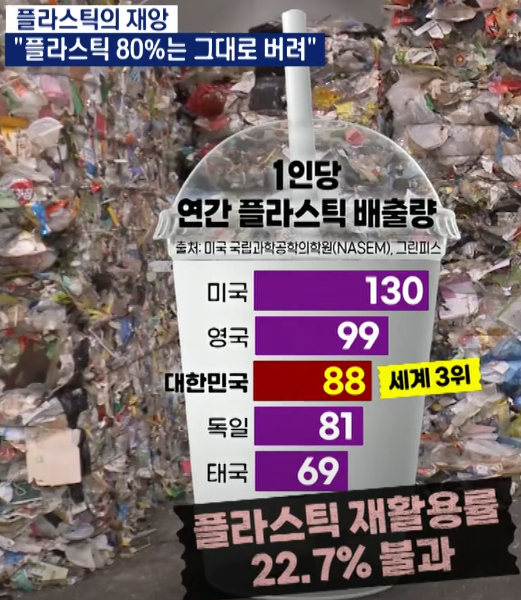 플라스틱의 재앙
"플라스틱 80%는 그대로 버려"
1인당
연간 플라스틱 배출량
출처: 미국 국립과학공학의학원(NASEM), 그린피스
미국 130
영국 99
대한민국 88 세계 3위
독일 81
태국 69
플라스틱 재활용률
22.7% 불과